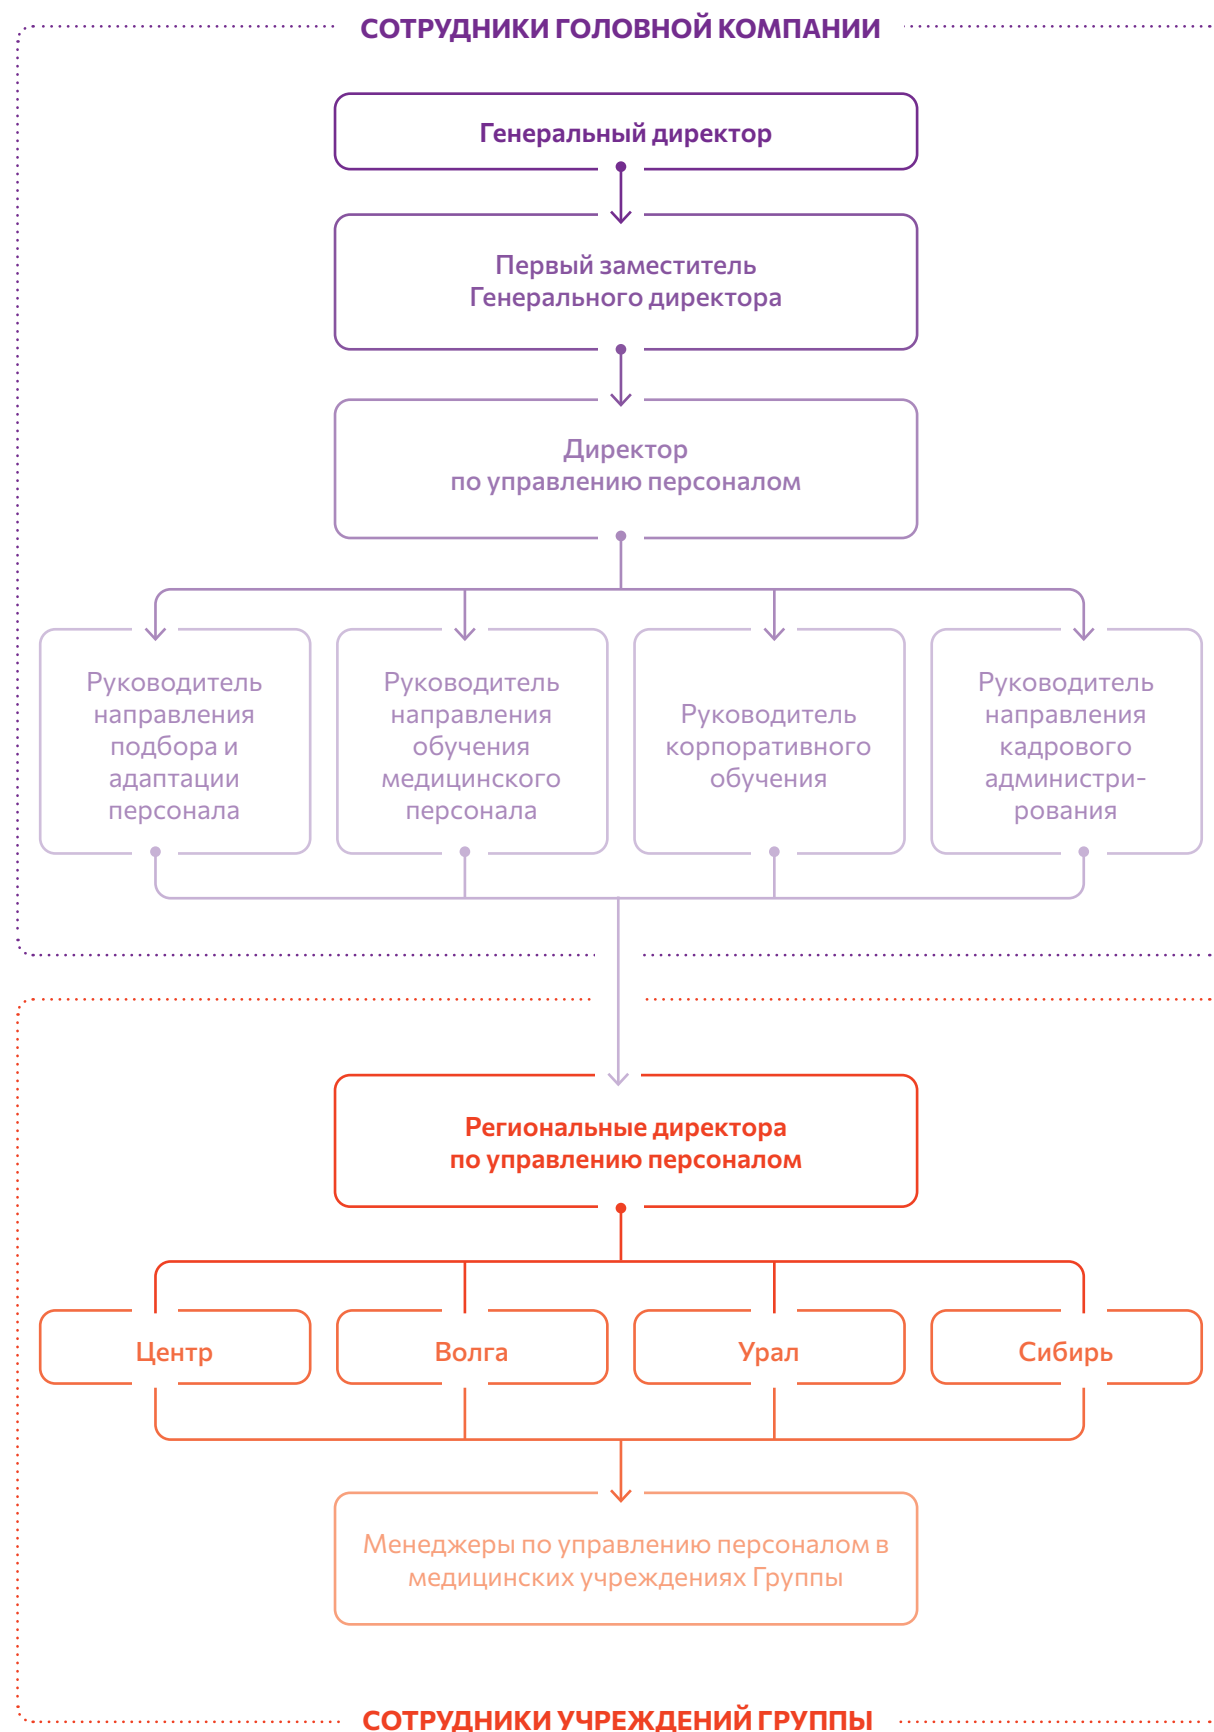 СОТРУДНИКИ ГОЛОВНОЙ КОМПАНИИ
Генеральный директор
Первый заместитель
Генерального директора
Директор
по управлению персоналом
Руководитель
направления
подбора и
адаптации
персонала
Руководитель
направления
обучения
медицинского
персонала
Руководитель
корпоративного
обучения
Руководитель
направления
кадрового
администри-
рования
Региональные директора
по управлению персоналом
Центр
Волга
Урал
Сибирь
Менеджеры по управлению персоналом в
медицинских учреждениях Группы
СОТРУДНИКИ УЧРЕЖДЕНИЙ ГРУППЫ